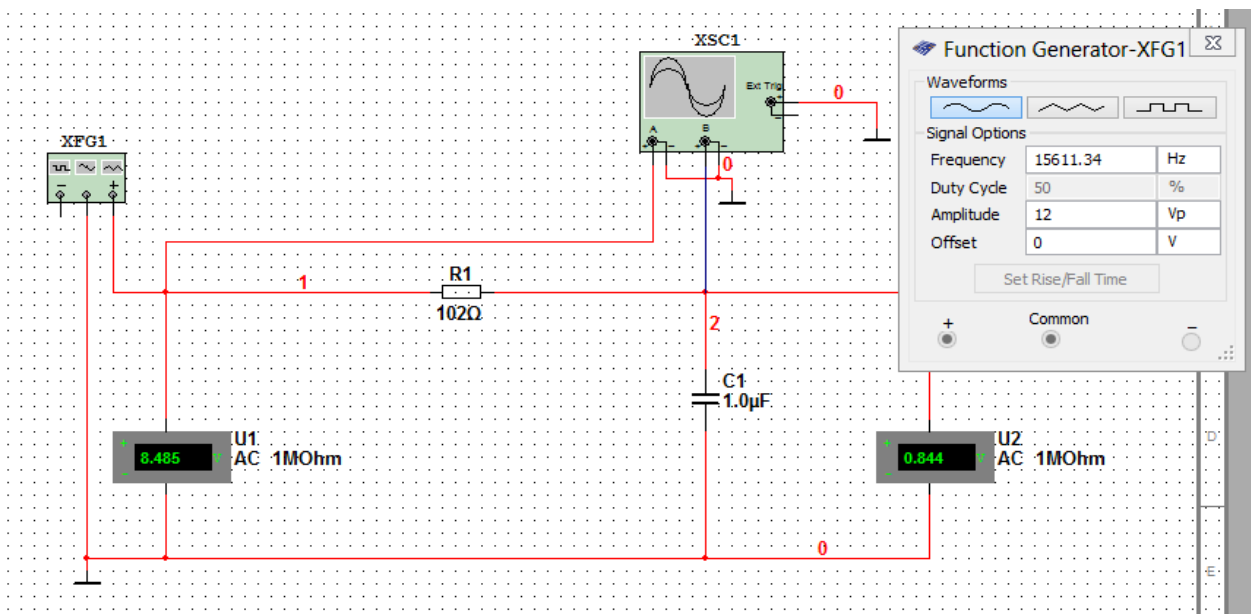 XSC1
Ext Trig
+
−
A
B
+ − + −
0
0
XFG1
− +
1
R1
102Ω
2
C1
1.0µF
+
8.485 V
−
U1
AC 1MOhm
+
0.844 V
−
U2
AC 1MOhm
0
Function Generator-XFG1
Waveforms
Signal Options
Frequency 15611.34 Hz
Duty Cycle 50 %
Amplitude 12 Vp
Offset 0 V
Set Rise/Fall Time
+ Common −
D
E